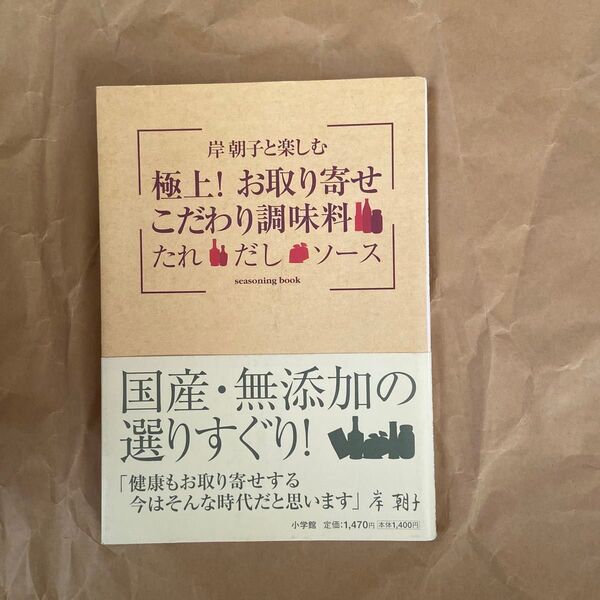 岸 朝子と楽しむ
極上！お取り寄せ
こだわり調味料
たれ だし ソース
seasoning book
国産・無添加の
選りすぐり！
「健康もお取り寄せする
今はそんな時代だと思います」 岸 朝子
小学館 定価：1,470円 本体1,400円